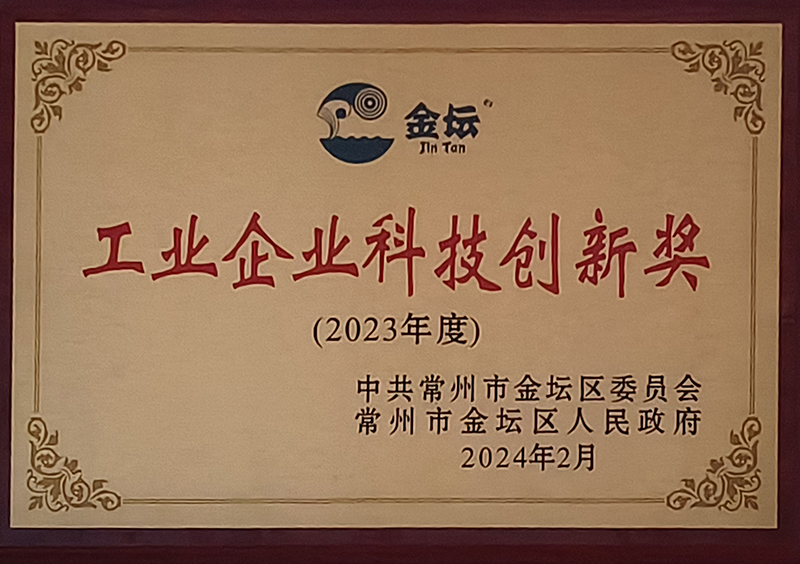 金坛
Jin Tan
工业企业科技创新奖
(2023年度)
中共常州市金坛区委员会
常州市金坛区人民政府
2024年2月